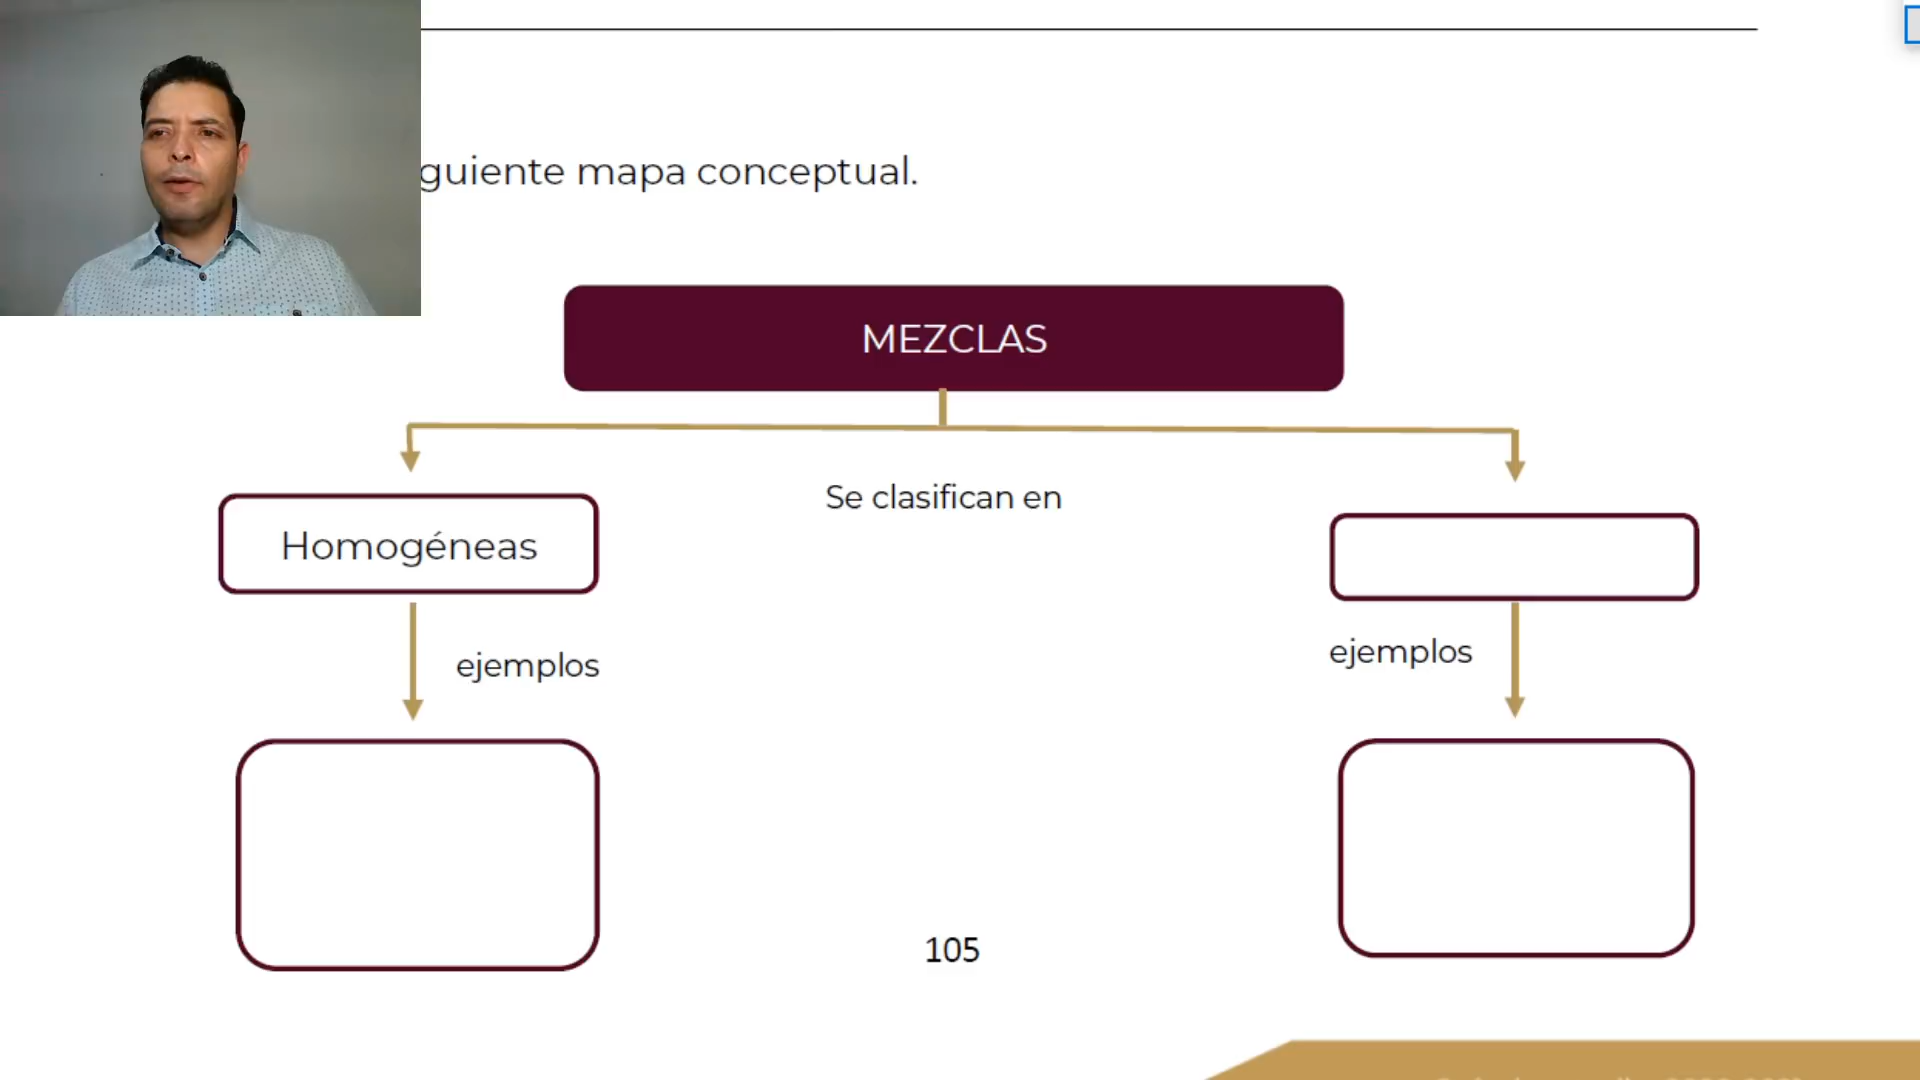 guiente mapa conceptual.
MEZCLAS
Se clasifican en
Homogéneas
ejemplos
ejemplos
105